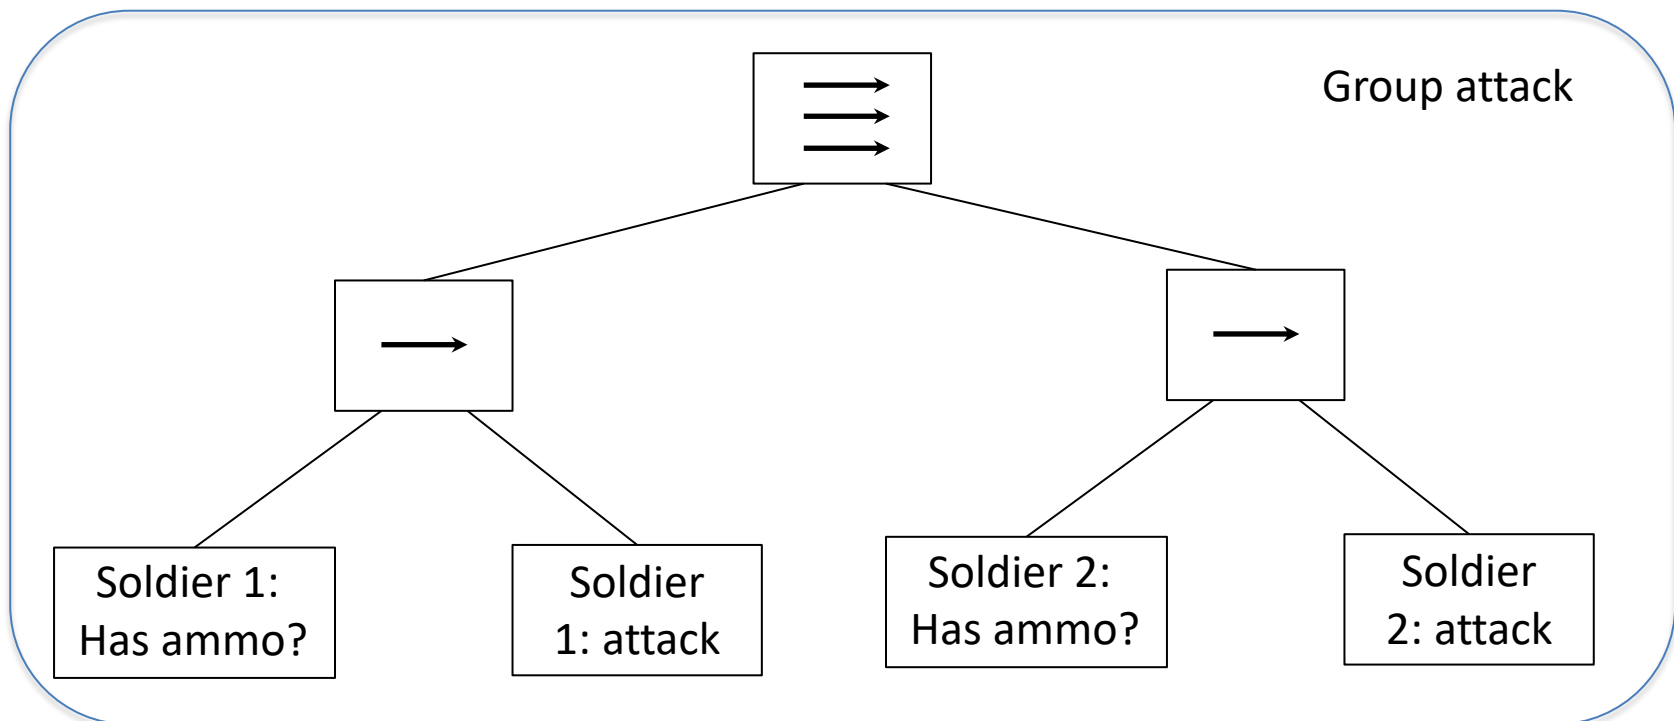 Group attack
Soldier 1:
Has ammo?
Soldier
1: attack
Soldier 2:
Has ammo?
Soldier
2: attack